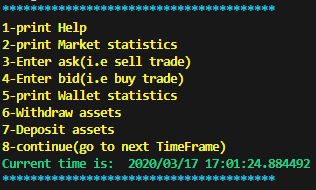 ***************************************
1-print Help
2-print Market statistics
3-Enter ask(i.e sell trade)
4-Enter bid(i.e buy trade)
5-print Wallet statistics
6-Withdraw assets
7-Deposit assets
8-continue(go to next TimeFrame)
Current time is:  2020/03/17 17:01:24.884492
***************************************